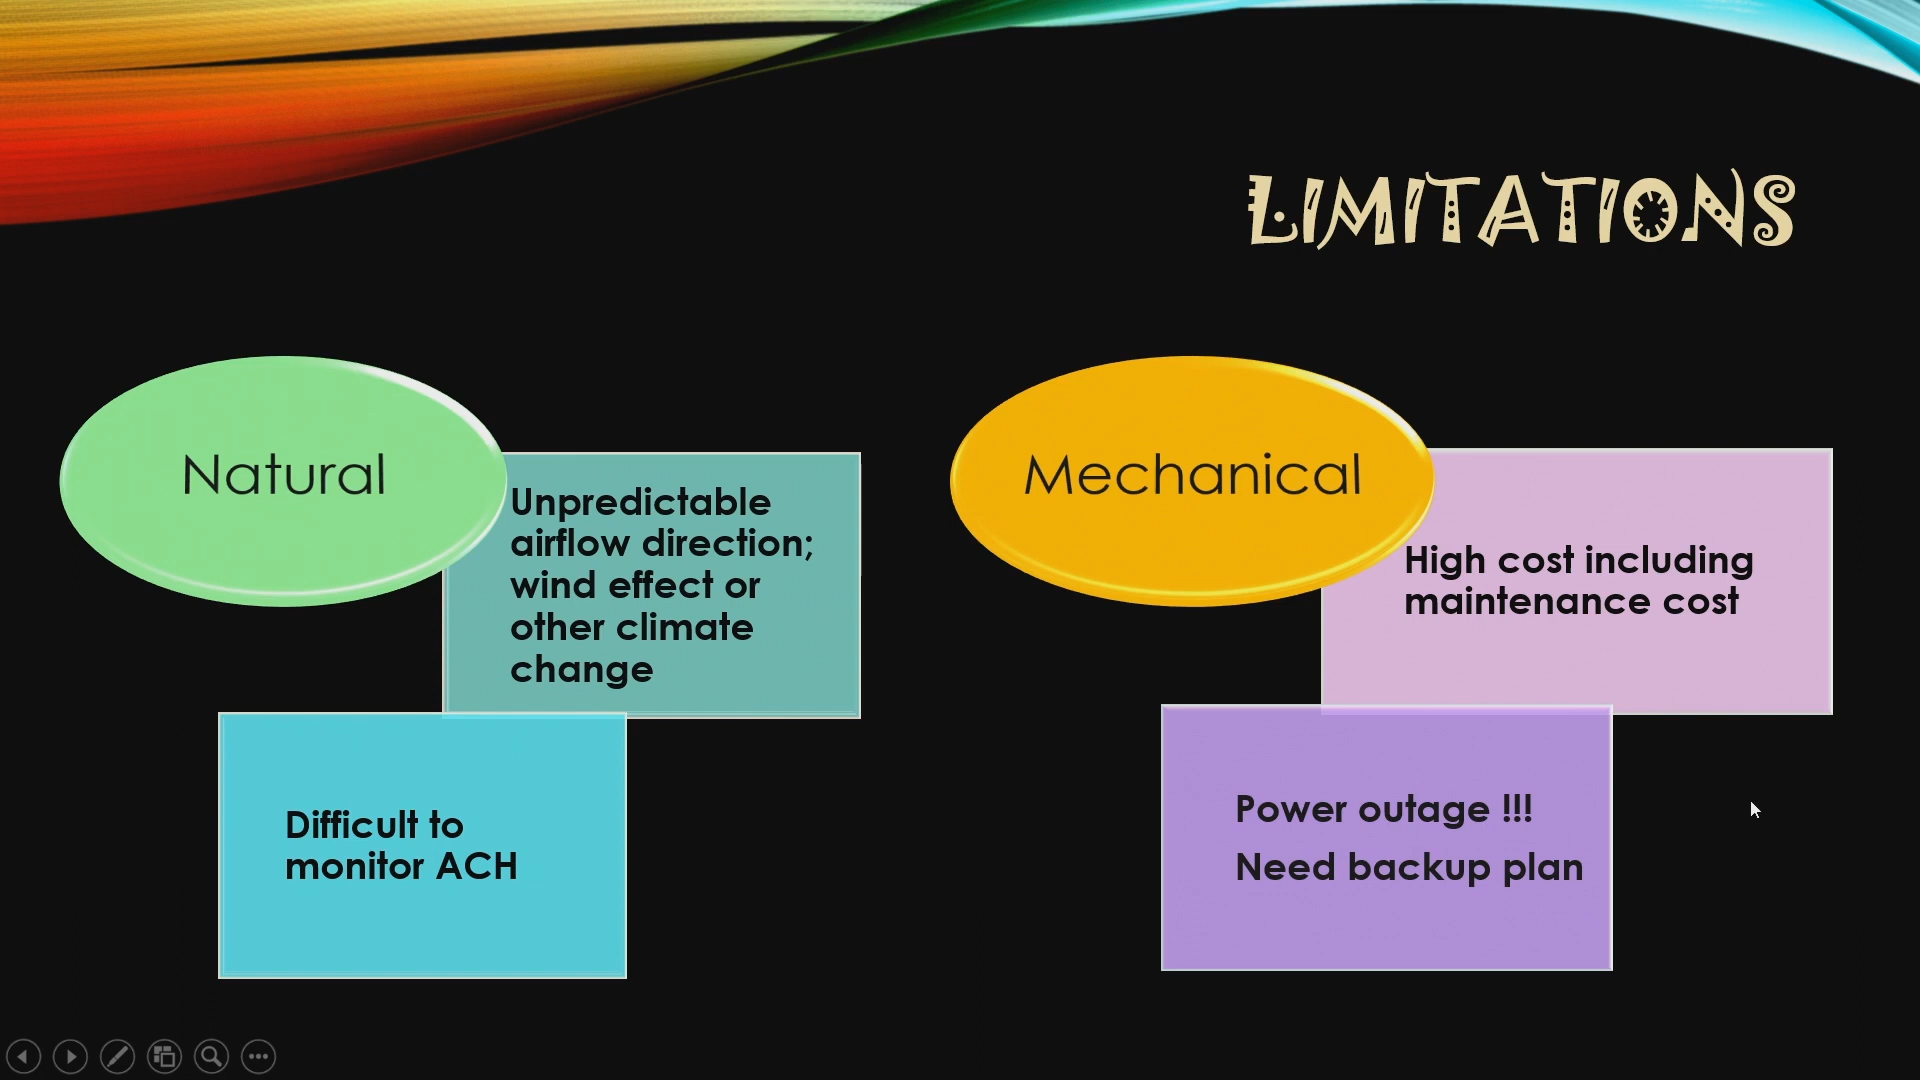 LIMITATIONS
Natural
Unpredictable
airflow direction;
wind effect or
other climate
change
Difficult to
monitor ACH
Mechanical
High cost including
maintenance cost
Power outage !!!
Need backup plan